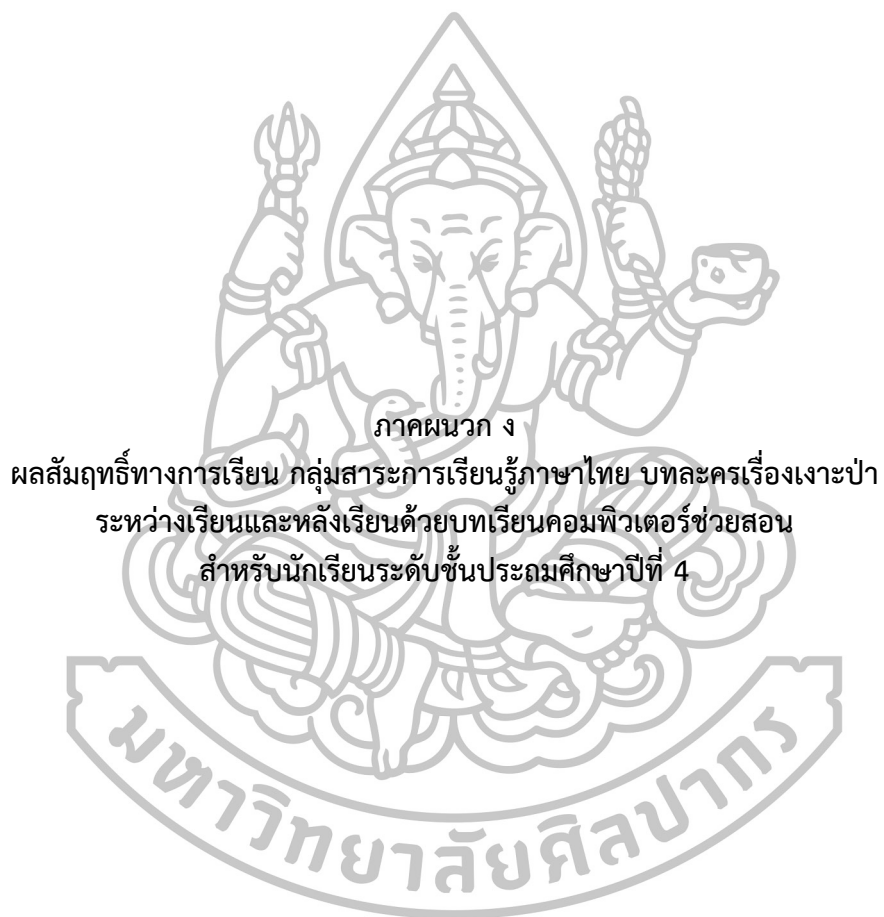 ภาคผนวก ง
ผลสัมฤทธิ์ทางการเรียน กลุ่มสาระการเรียนรู้ภาษาไทย บทละครเรื่องเงาะป่า
ระหว่างเรียนและหลังเรียนด้วยบทเรียนคอมพิวเตอร์ช่วยสอน
สำหรับนักเรียนระดับชั้นประถมศึกษาปีที่ 4
มหาวิทยาลัยศิลปากร